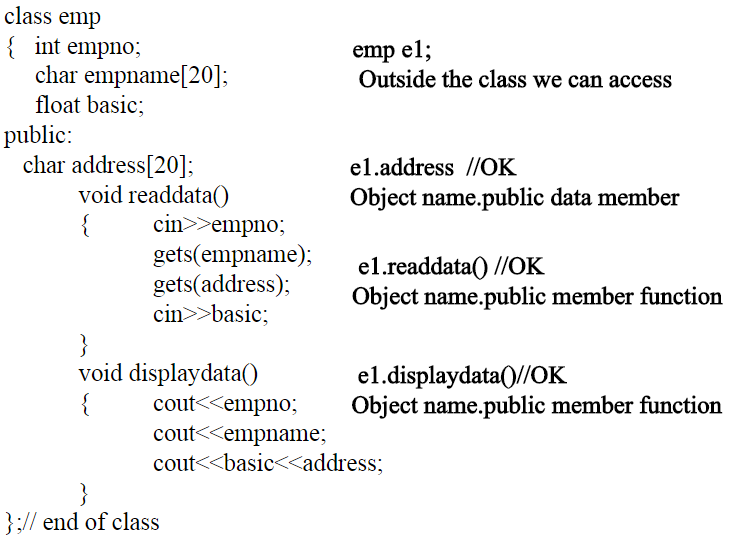 class emp
{ int empno;
char empname[20];
float basic;
public:
char address[20];
void readdata()
{ cin>>empno;
gets(empname);
gets(address);
cin>>basic;
}
void displaydata()
{ cout<<empno;
cout<<empname;
cout<<basic<<address;
}
};// end of class
emp e1;
Outside the class we can access
e1.address //OK
Object name.public data member
e1.readdata() //OK
Object name.public member function
e1.displaydata()//OK
Object name.public member function